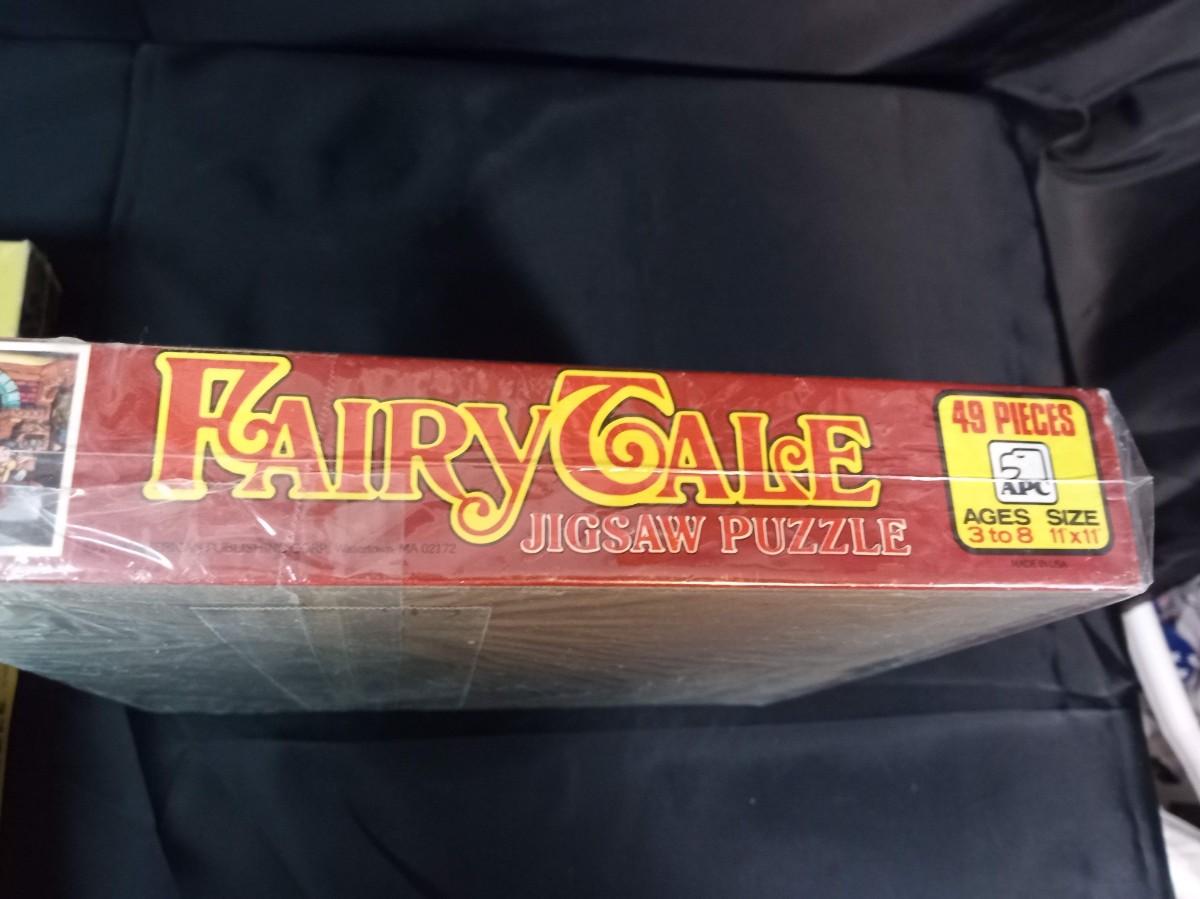 FAIRY TALE
JIGSAW PUZZLE
PUBLISHING CORP. Watertown, MA 02172
49 PIECES
APC
AGES SIZE
3 to 8 11"x11"
MADE IN USA